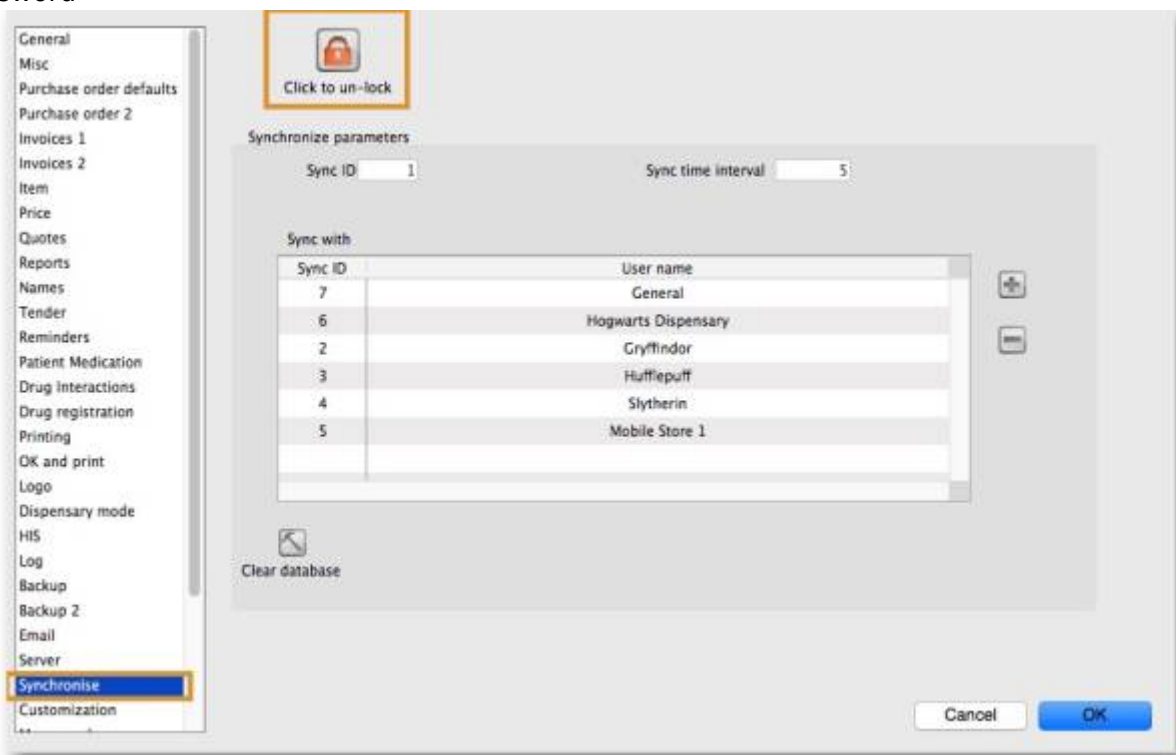 General
Misc
Purchase order defaults
Purchase order 2
Invoices 1
Invoices 2
Item
Price
Quotes
Reports
Names
Tender
Reminders
Patient Medication
Drug Interactions
Drug registration
Printing
OK and print
Logo
Dispensary mode
HIS
Log
Backup
Backup 2
Email
Server
Synchronise
Customization
Click to un-lock
Synchronize parameters
Sync ID 1 Sync time interval 5
Sync with
Sync ID User name
7 General
6 Hogwarts Dispensary
2 Gryffindor
3 Hufflepuff
4 Slytherin
5 Mobile Store 1
Clear database
Cancel OK